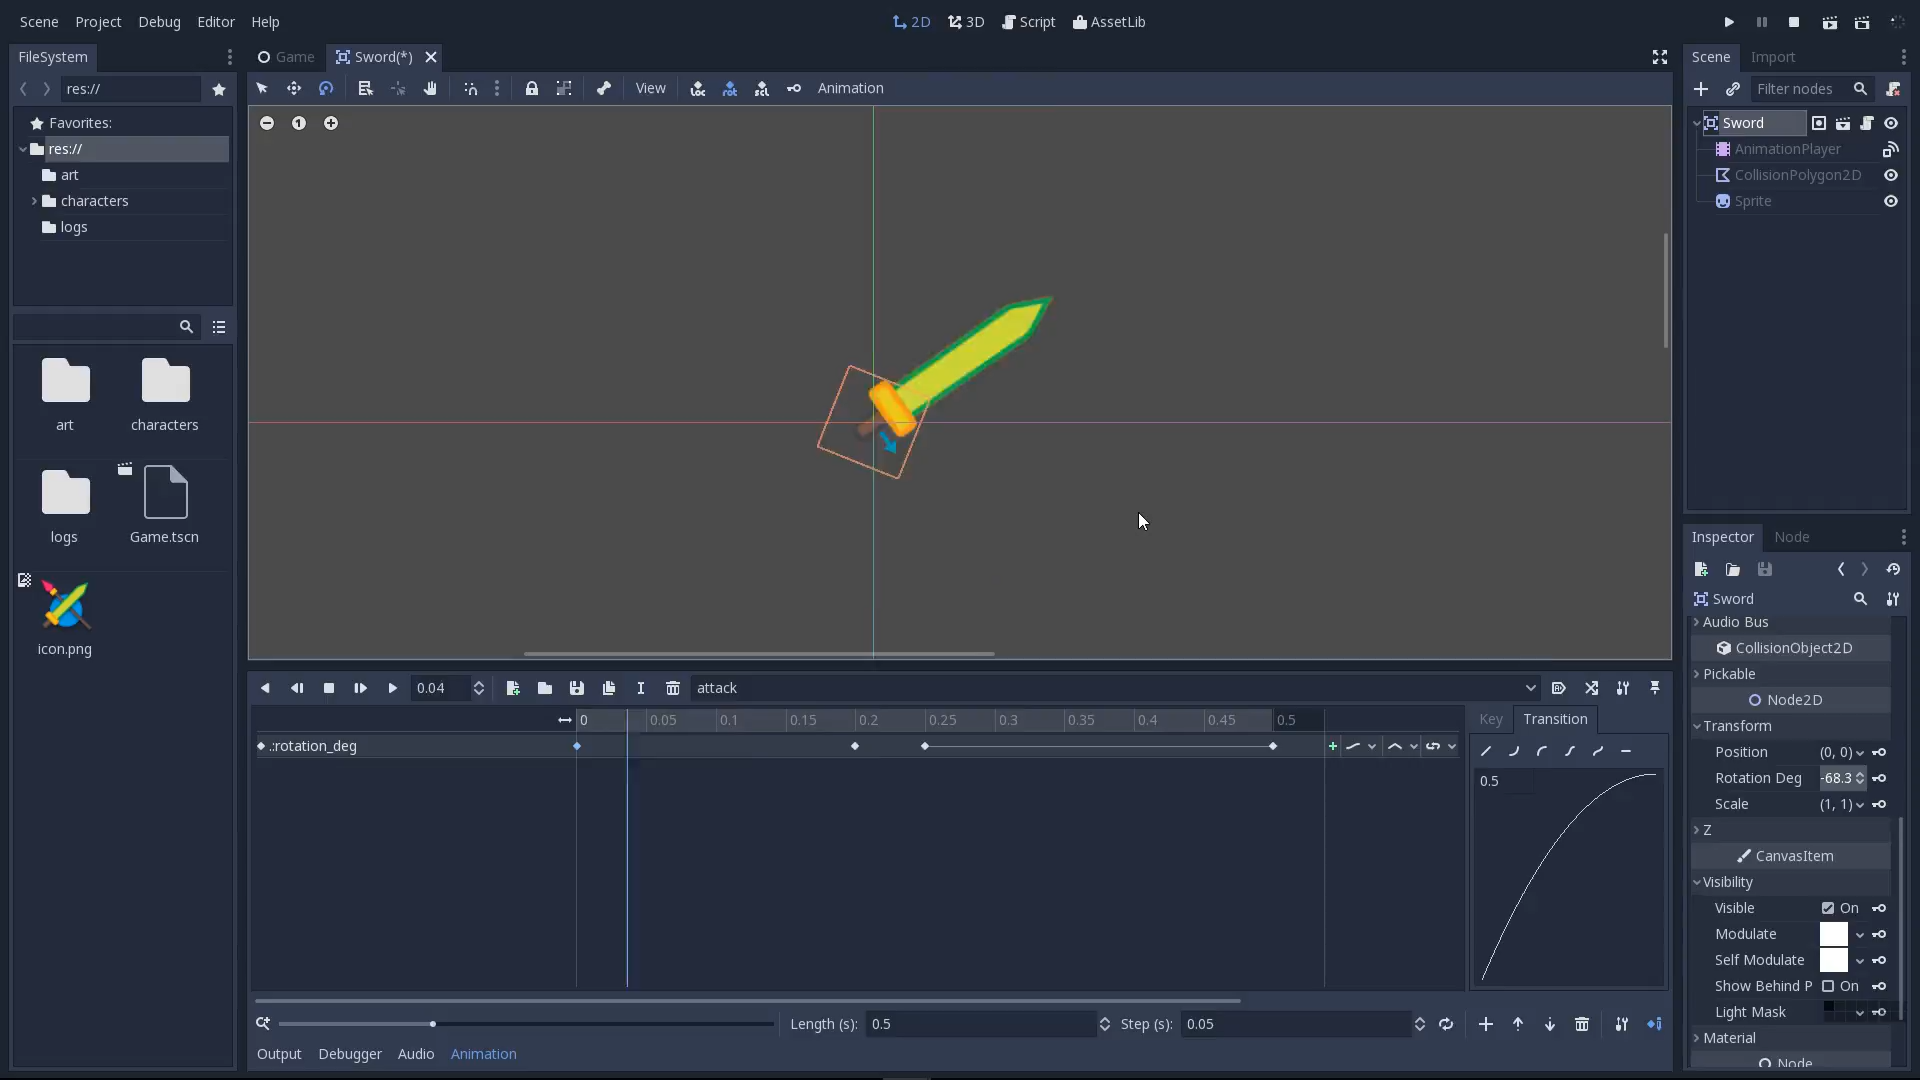 Scene Project Debug Editor Help
2D 3D Script AssetLib
FileSystem
Game Sword(*)
Scene Import
res://
View Animation
Filter nodes
Favorites:
res://
art
characters
logs
art characters
logs Game.tscn
icon.png
1
Sword
AnimationPlayer
CollisionPolygon2D
Sprite
0.04 attack
0 0.05 0.1 0.15 0.2 0.25 0.3 0.35 0.4 0.45 0.5
.:rotation_deg
Key Transition
0.5
Length (s): 0.5 Step (s): 0.05
Output Debugger Audio Animation
Inspector Node
Sword
Audio Bus
CollisionObject2D
Pickable
Node2D
Transform
Position (0, 0)
Rotation Deg -68.3
Scale (1, 1)
Z
CanvasItem
Visibility
Visible On
Modulate
Self Modulate
Show Behind P On
Light Mask
Material
Node